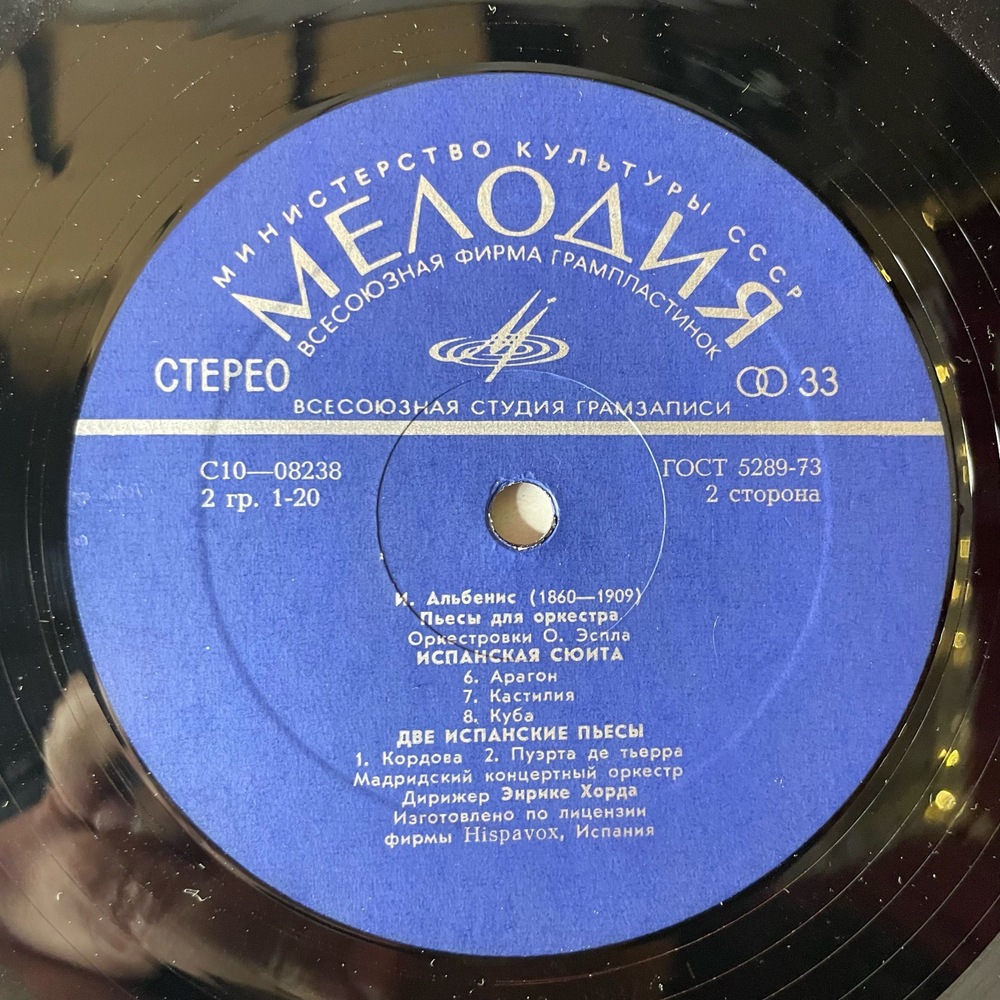 МИНИСТЕРСТВО КУЛЬТУРЫ СССР
МЕЛОДИЯ
ВСЕСОЮЗНАЯ ФИРМА ГРАМПЛАСТИНОК
СТЕРЕО
33
ВСЕСОЮЗНАЯ СТУДИЯ ГРАМЗАПИСИ
С10—08238
ГОСТ 5289-73
2 гр. 1-20
2 сторона
И. Альбенис (1860—1909)
Пьесы для оркестра
Оркестровки О. Эспла
ИСПАНСКАЯ СЮИТА
6. Арагон
7. Кастилия
8. Куба
ДВЕ ИСПАНСКИЕ ПЬЕСЫ
1. Кордова 2. Пуэрта де тьерра
Мадридский концертный оркестр
Дирижер Энрике Хорда
Изготовлено по лицензии
фирмы Hispavox, Испания